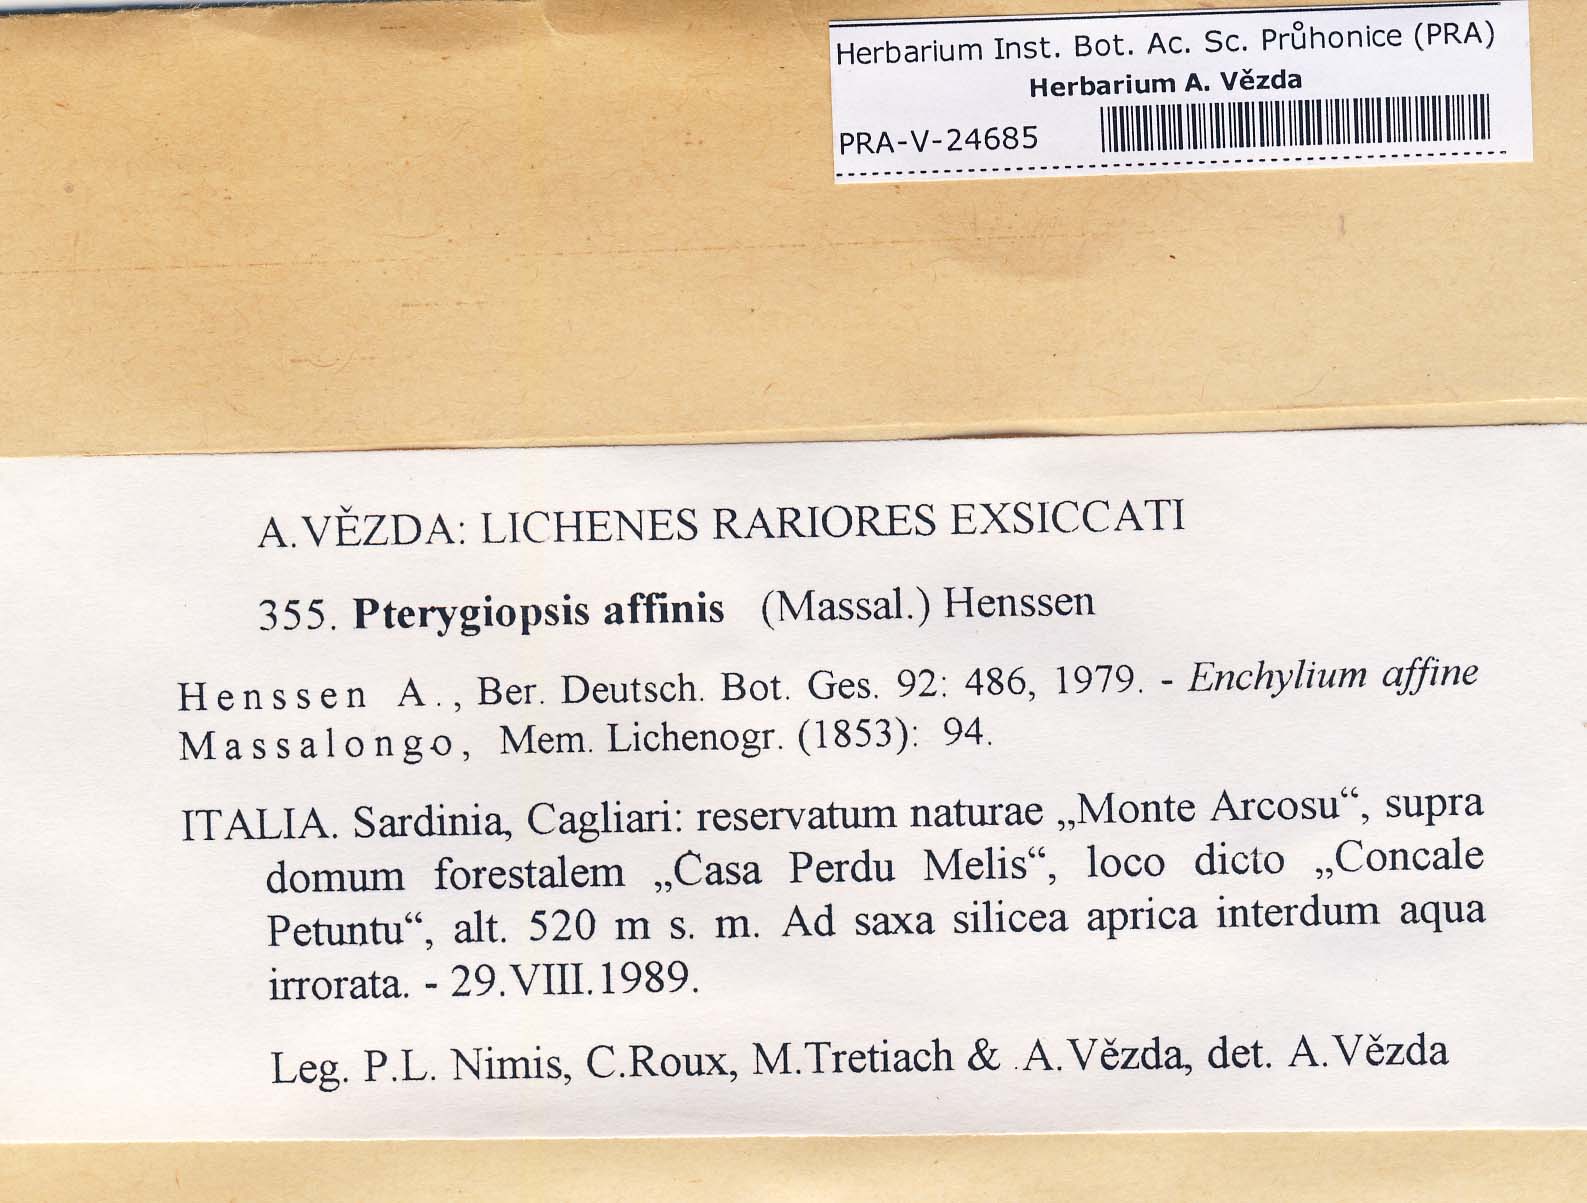 Herbarium Inst. Bot. Ac. Sc. Průhonice (PRA)
Herbarium A. Vězda
PRA-V-24685
A.VĚZDA: LICHENES RARIORES EXSICCATI
355. Pterygiopsis affinis (Massal.) Henssen
Henssen A., Ber. Deutsch. Bot. Ges. 92: 486, 1979. - Enchylium affine
Massalongo, Mem. Lichenogr. (1853): 94.
ITALIA. Sardinia, Cagliari: reservatum naturae „Monte Arcosu“, supra
domum forestalem „Casa Perdu Melis“, loco dicto „Concale
Petuntu“, alt. 520 m s. m. Ad saxa silicea aprica interdum aqua
irrorata. - 29.VIII.1989.
Leg. P.L. Nimis, C.Roux, M.Tretiach & A.Vězda, det. A.Vězda